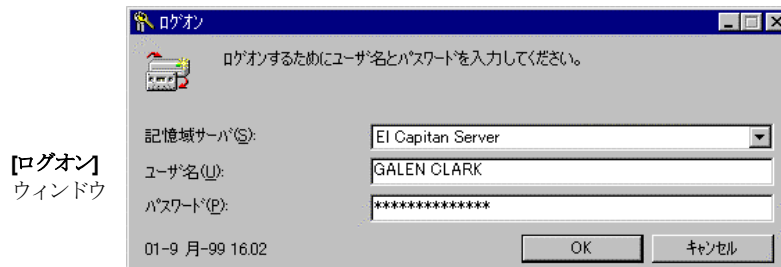 ログオン
ログオンするためにユーザ名とパスワードを入力してください。
記憶域サーバ(S):
El Capitan Server
ユーザ名(U):
GALEN CLARK
パスワード(P):
**************
[ログオン]
ウィンドウ
01-9 月-99 16.02
OK
キャンセル